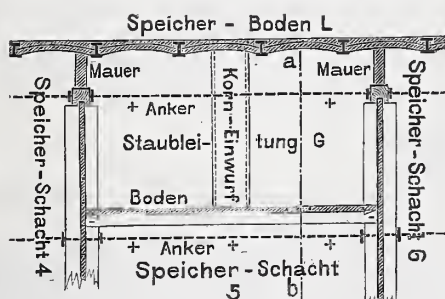 Speicher - Boden L
Mauer
a
Mauer
Anker
Staublei-
tung G
Korn-Einwurf
Speicher-Schacht 4
Speicher-Schacht 6
Boden
Anker
Speicher-Schacht
5
b